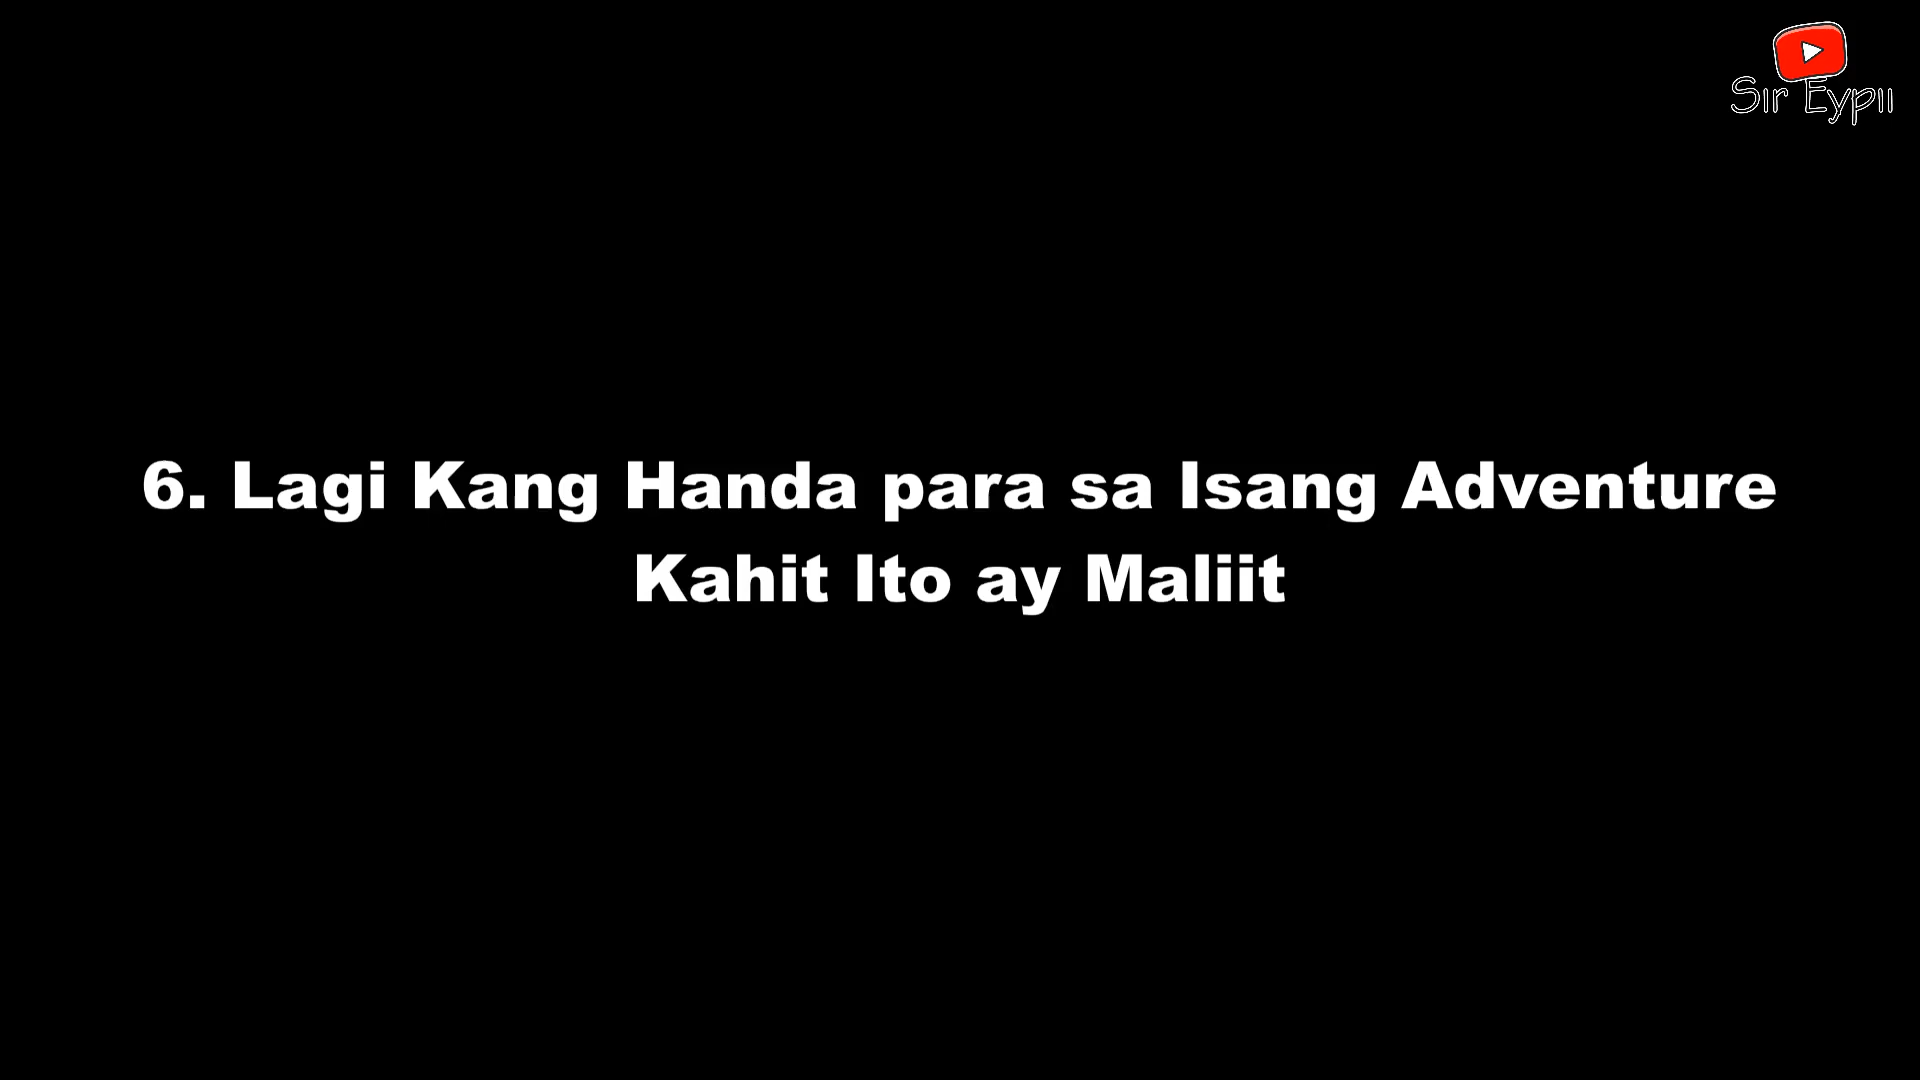 Sir Eypii
6. Lagi Kang Handa para sa Isang Adventure
Kahit Ito ay Maliit